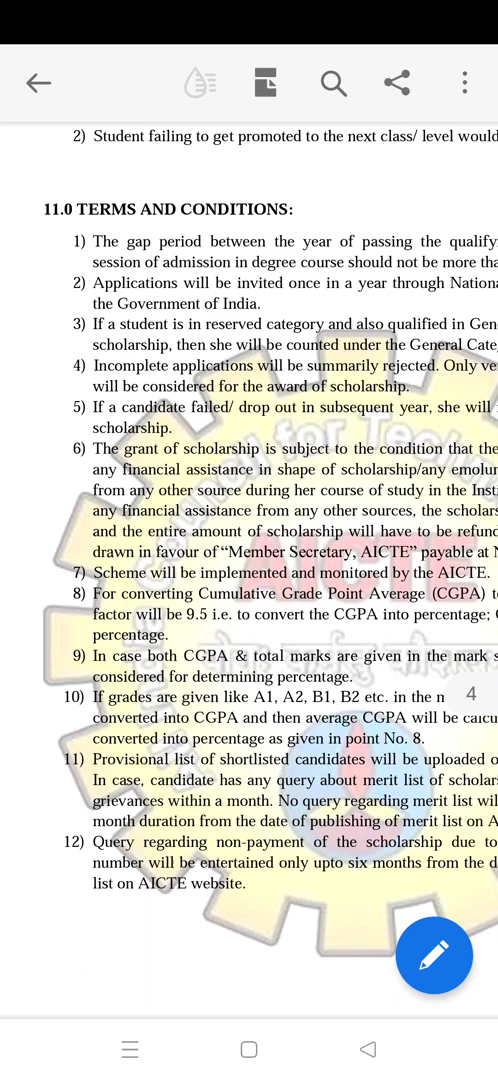 2) Student failing to get promoted to the next class/ level would
11.0 TERMS AND CONDITIONS:
1) The gap period between the year of passing the
session of admission in degree course should not be more
2) Applications will be invited once in a year through
the Government of India.
3) If a student is in reserved category and also qualified in
scholarship, then she will be counted under the General
4) Incomplete applications will be summarily rejected. Only
will be considered for the award of scholarship.
5) If a candidate failed/ drop out in subsequent year, she will
scholarship.
6) The grant of scholarship is subject to the condition that the
any financial assistance in shape of scholarship/any
from any other source during her course of study in the
any financial assistance from any other sources, the
and the entire amount of scholarship will have to be
drawn in favour of “Member Secretary, AICTE” payable at
7) Scheme will be implemented and monitored by the AICTE.
8) For converting Cumulative Grade Point Average (CGPA)
factor will be 9.5 i.e. to convert the CGPA into percentage;
percentage.
9) In case both CGPA & total marks are given in the mark
considered for determining percentage.
10) If grades are given like A1, A2, B1, B2 etc. in the
4
converted into CGPA and then average CGPA will be
converted into percentage as given in point No. 8.
11) Provisional list of shortlisted candidates will be uploaded
In case, candidate has any query about merit list of
grievances within a month. No query regarding merit list
month duration from the date of publishing of merit list on
12) Query regarding non-payment of the scholarship due to
number will be entertained only upto six months from the
list on AICTE website.
AICTE